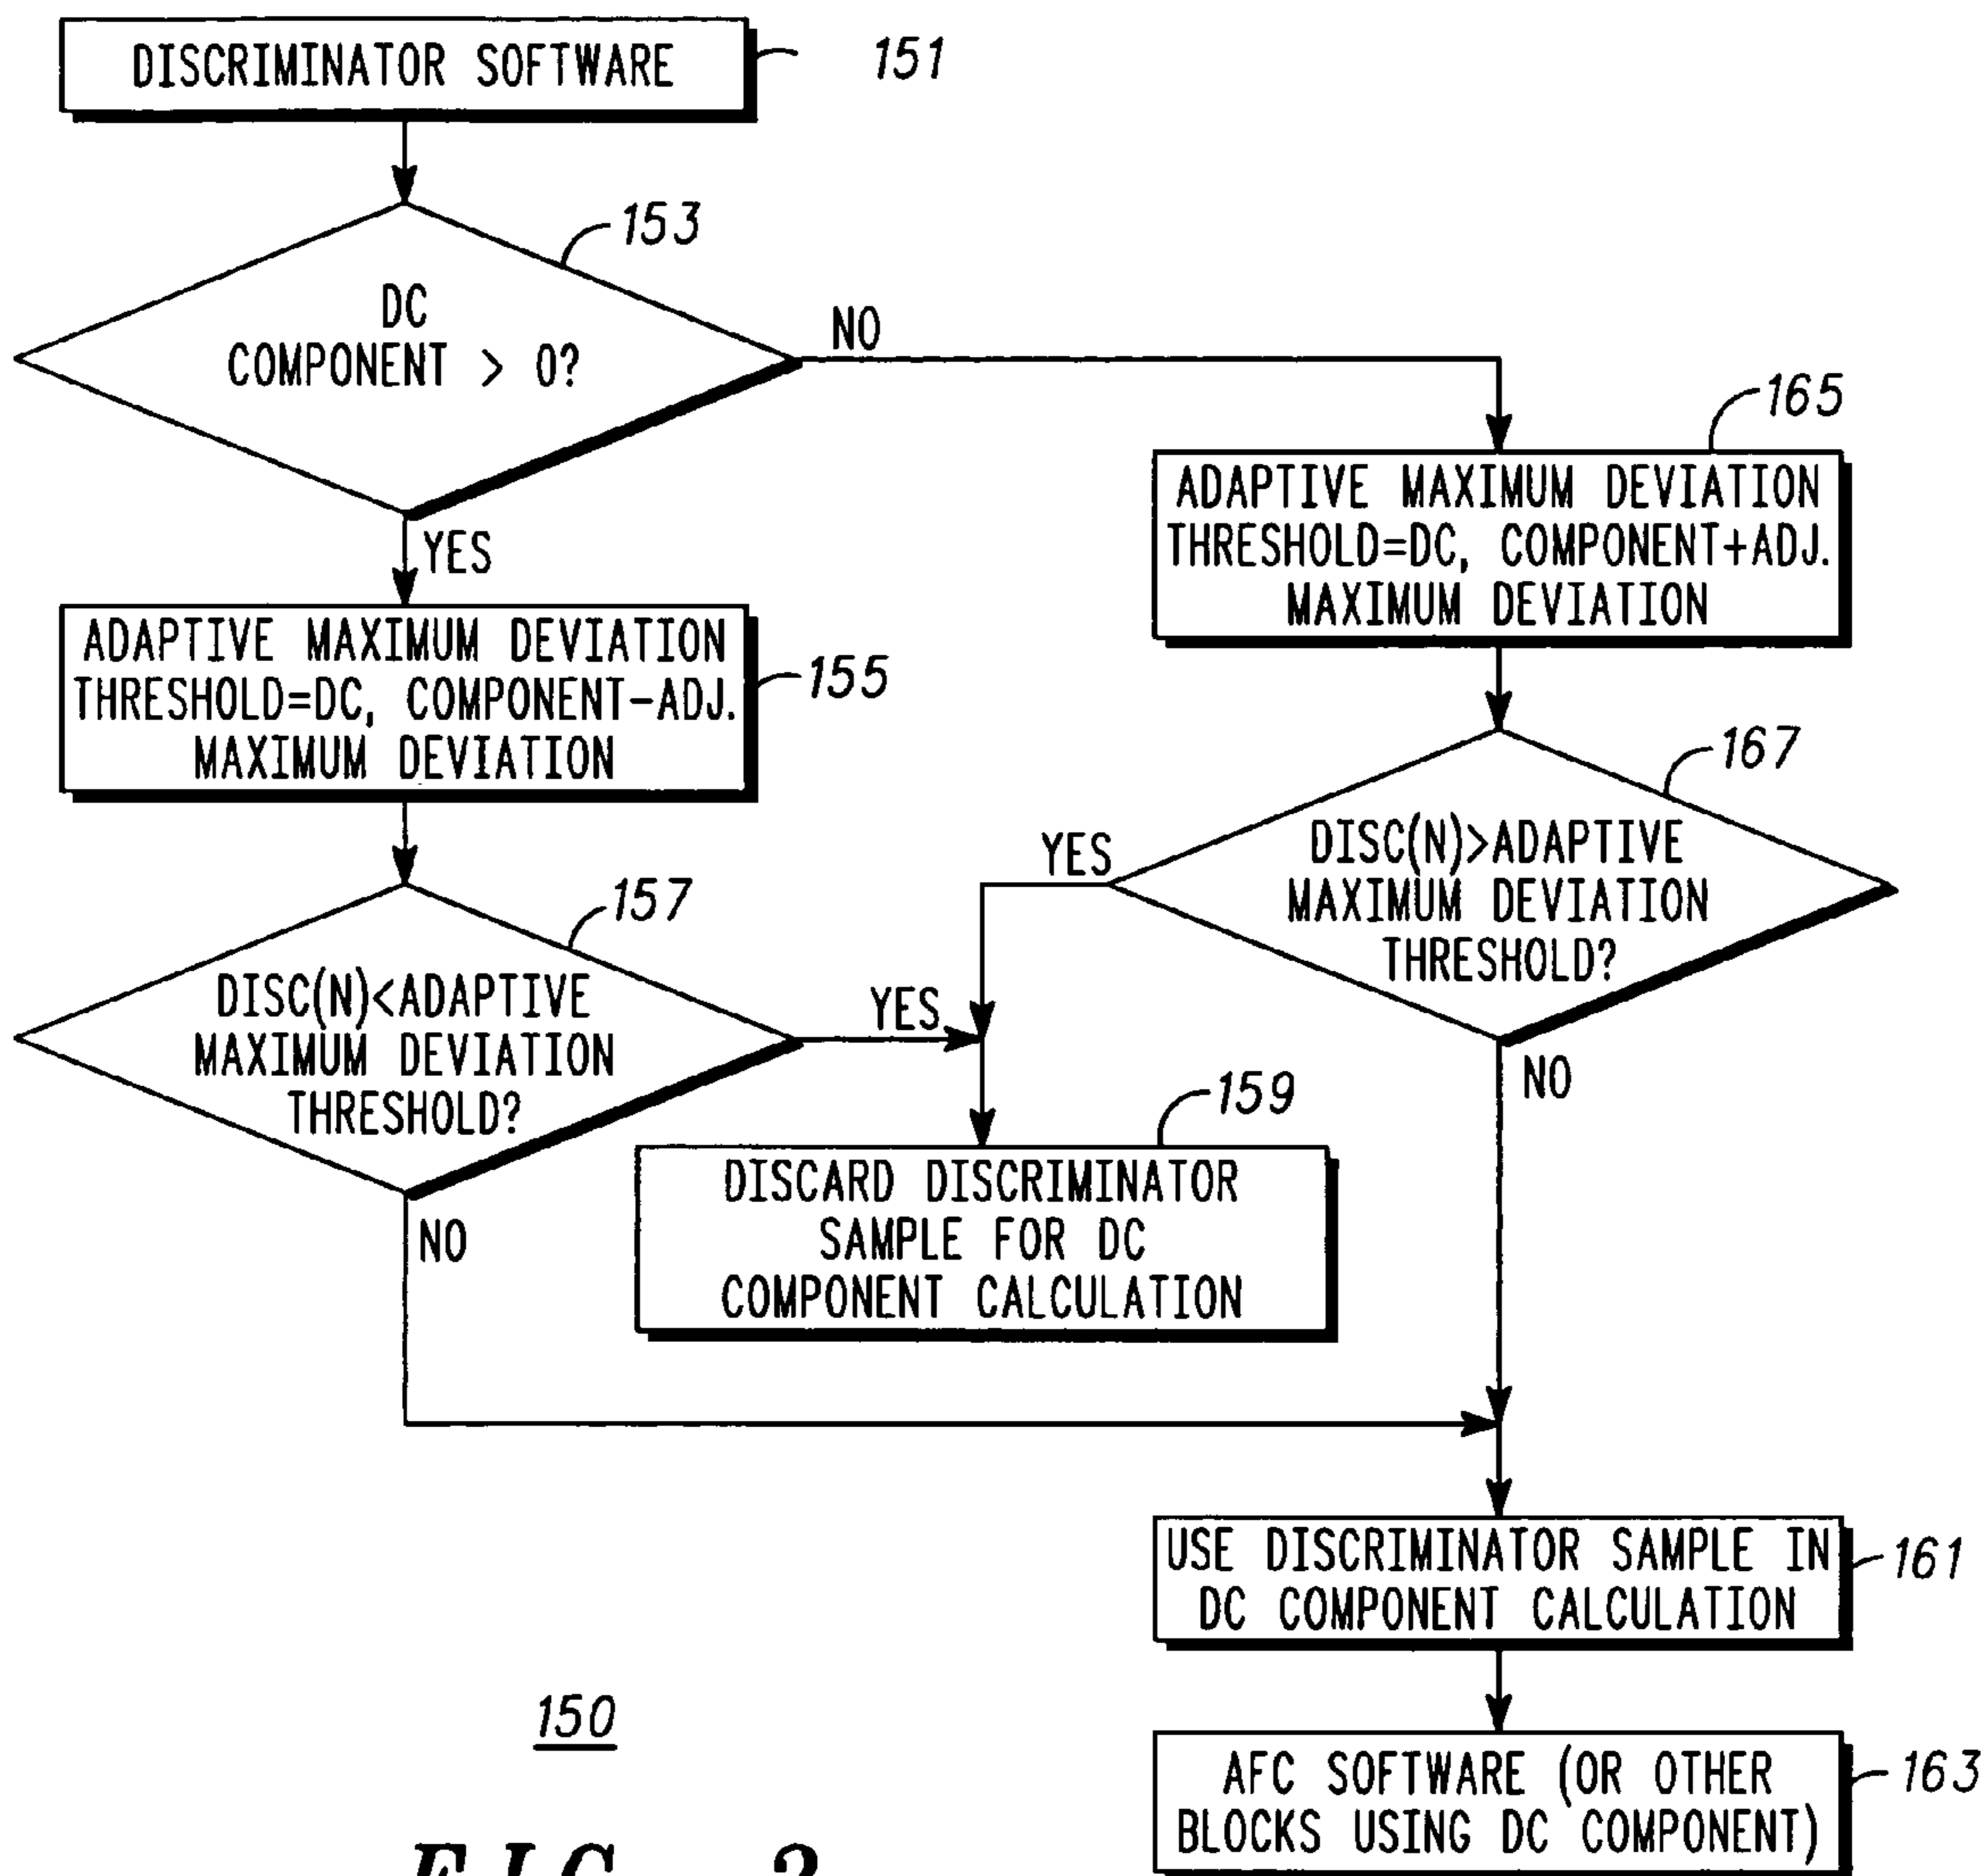 DISCRIMINATOR SOFTWARE
151
153
DC
COMPONENT > 0?
NO
YES
165
ADAPTIVE MAXIMUM DEVIATION
THRESHOLD=DC, COMPONENT+ADJ.
MAXIMUM DEVIATION
ADAPTIVE MAXIMUM DEVIATION
THRESHOLD=DC, COMPONENT-ADJ.
MAXIMUM DEVIATION
155
167
DISC(N)>ADAPTIVE
MAXIMUM DEVIATION
THRESHOLD?
YES
NO
157
DISC(N)<ADAPTIVE
MAXIMUM DEVIATION
THRESHOLD?
YES
NO
159
DISCARD DISCRIMINATOR
SAMPLE FOR DC
COMPONENT CALCULATION
USE DISCRIMINATOR SAMPLE IN
DC COMPONENT CALCULATION
161
AFC SOFTWARE (OR OTHER
BLOCKS USING DC COMPONENT)
163
150